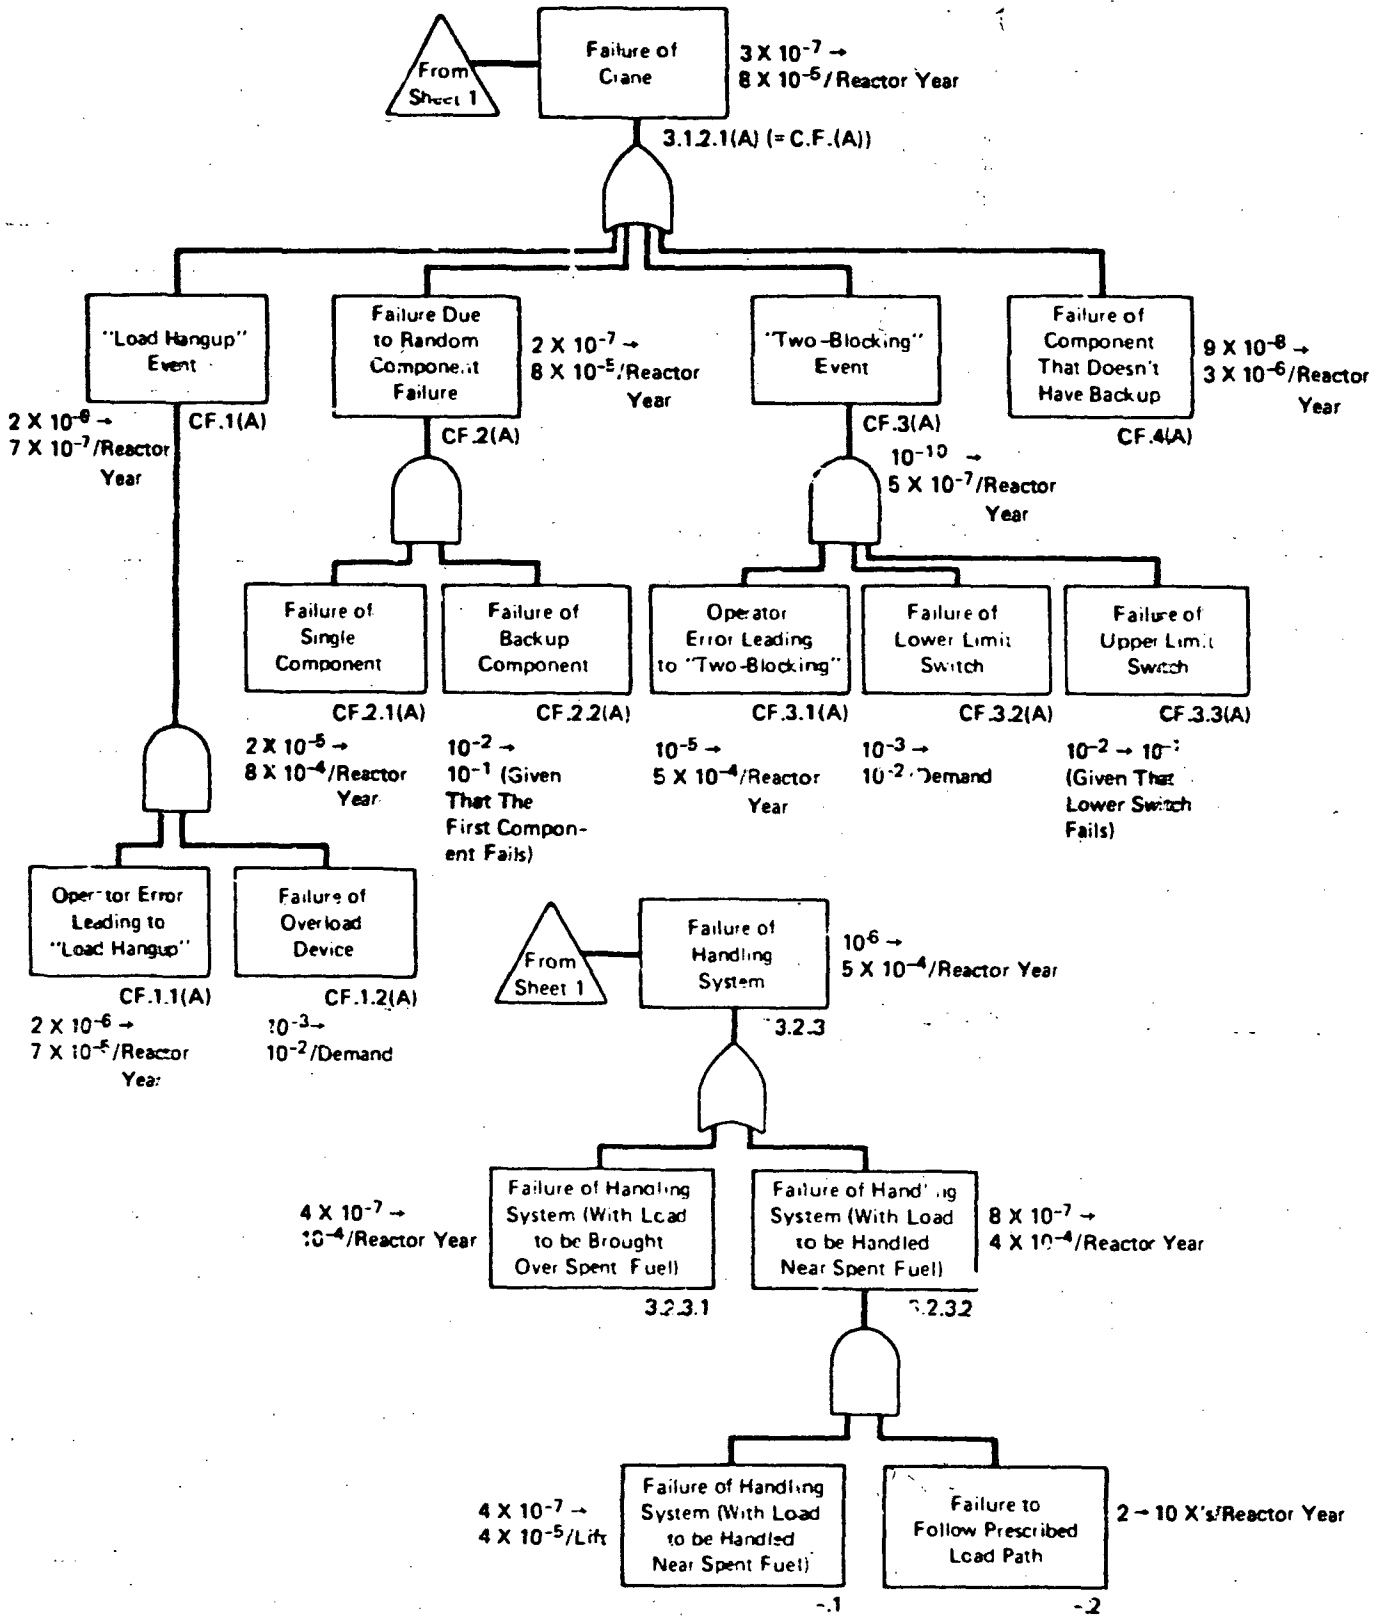 From
Sheet 1
Failure of
Crane
3 X 10⁻⁷ →
8 X 10⁻⁵/Reactor Year
3.1.2.1(A) (= C.F.(A))
"Load Hangup"
Event
CF.1(A)
2 X 10⁻⁹ →
7 X 10⁻⁷/Reactor
Year
Failure Due
to Random
Component
Failure
2 X 10⁻⁷ →
8 X 10⁻⁵/Reactor
Year
CF.2(A)
"Two-Blocking"
Event
CF.3(A)
10⁻¹⁰ →
5 X 10⁻⁷/Reactor
Year
Failure of
Component
That Doesn't
Have Backup
9 X 10⁻⁸ →
3 X 10⁻⁶/Reactor
Year
CF.4(A)
Failure of
Single
Component
CF.2.1(A)
2 X 10⁻⁵ →
8 X 10⁻⁴/Reactor
Year
Failure of
Backup
Component
CF.2.2(A)
10⁻² →
10⁻¹ (Given
That The
First Compon-
ent Fails)
Operator
Error Leading
to "Two-Blocking"
CF.3.1(A)
10⁻⁵ →
5 X 10⁻⁴/Reactor
Year
Failure of
Lower Limit
Switch
CF.3.2(A)
10⁻³ →
10⁻² Demand
Failure of
Upper Limit
Switch
CF.3.3(A)
10⁻² →
(Given That
Lower Switch
Fails)
Operator Error
Leading to
"Load Hangup"
CF.1.1(A)
2 X 10⁻⁶ →
7 X 10⁻⁵/Reactor
Year
Failure of
Overload
Device
CF.1.2(A)
10⁻³→
10⁻²/Demand
From
Sheet 1
Failure of
Handling
System
10⁻⁶ →
5 X 10⁻⁴/Reactor Year
3.2.3
4 X 10⁻⁷ →
10⁻⁴/Reactor Year
Failure of Handling
System (With Load
to be Brought
Over Spent Fuel)
3.2.3.1
Failure of Handling
System (With Load
to be Handled
Near Spent Fuel)
8 X 10⁻⁷ →
4 X 10⁻⁴/Reactor Year
3.2.3.2
4 X 10⁻⁷ →
4 X 10⁻⁵/Lift
Failure of Handling
System (With Load
to be Handled
Near Spent Fuel)
-.1
Failure to
Follow Prescribed
Load Path
2 → 10 X's/Reactor Year
-.2